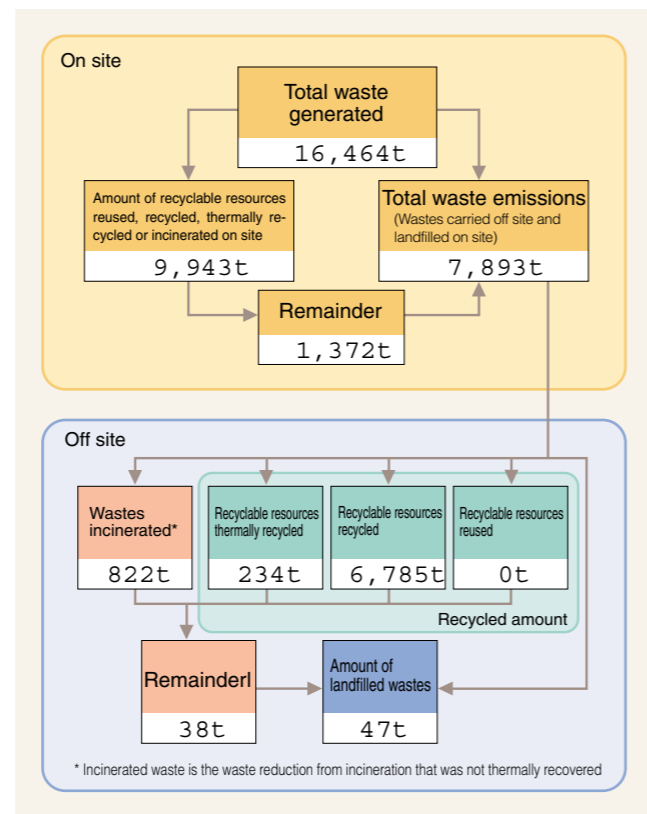 On site
Total waste
generated
16,464t
Amount of recyclable resources
reused, recycled, thermally re-
cycled or incinerated on site
9,943t
Total waste emissions
(Wastes carried off site and
landfilled on site)
7,893t
Remainder
1,372t
Off site
Wastes
incinerated*
822t
Recyclable resources
thermally recycled
234t
Recyclable resources
recycled
6,785t
Recyclable resources
reused
0t
Recycled amount
Remainderl
38t
Amount of
landfilled wastes
47t
* Incinerated waste is the waste reduction from incineration that was not thermally recovered